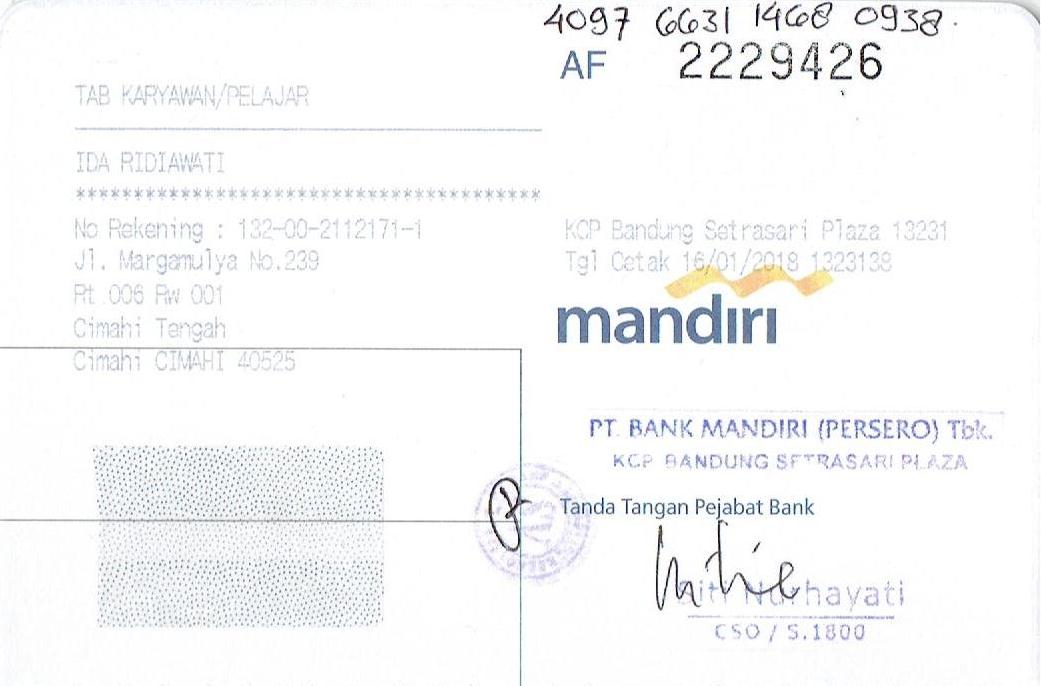 4097 6631 1468 0938.
AF 2229426
TAB KARYAWAN/PELAJAR
IDA RIDIAWATI
****************************************
No Rekening : 132-00-2112171-1
Jl. Margamulya No.239
Rt 006 Rw 001
Cimahi Tengah
Cimahi CIMAHI 40525
KCP Bandung Setrasari Plaza 13231
Tgl Cetak 16/01/2018 1323138
mandiri
PT. BANK MANDIRI (PERSERO) Tbk.
KCP BANDUNG SETRASARI PLAZA
Tanda Tangan Pejabat Bank
Siti Nurhayati
CSO / S.1800